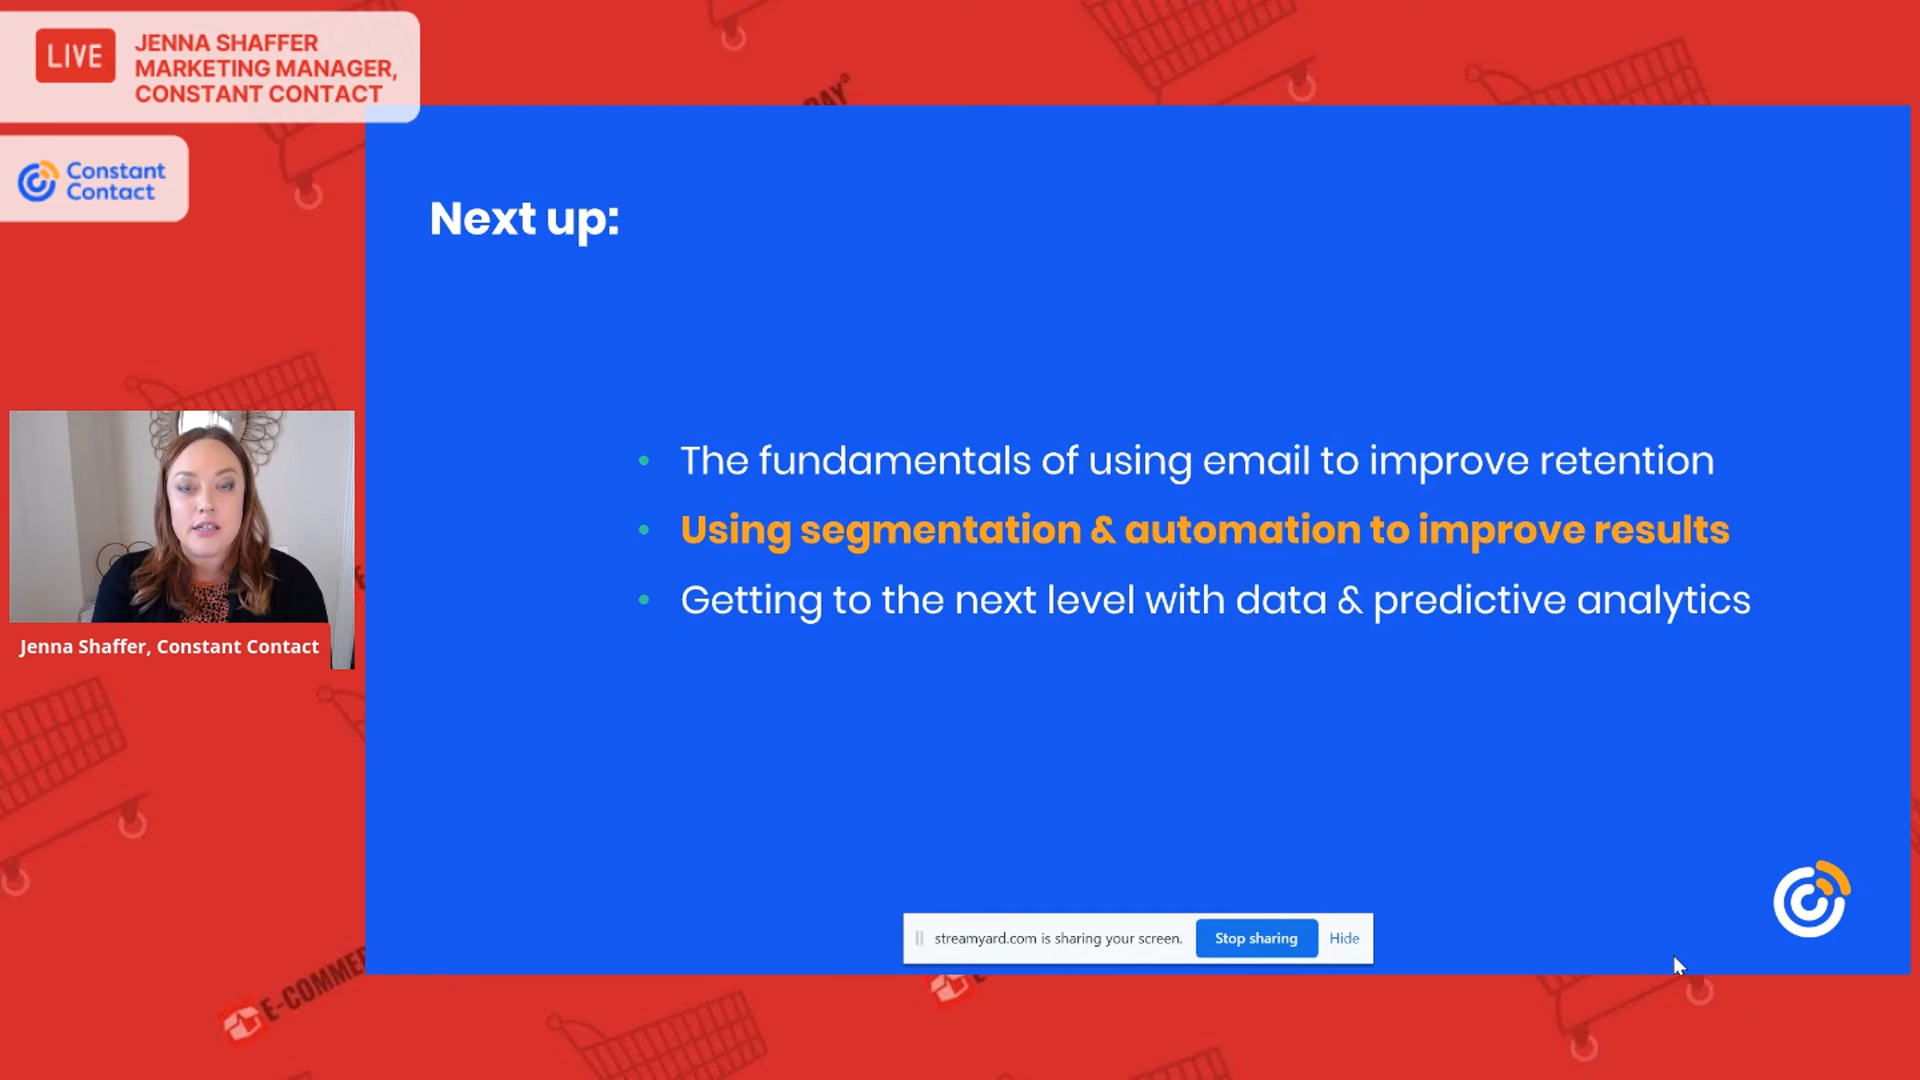 LIVE
JENNA SHAFFER
MARKETING MANAGER,
CONSTANT CONTACT
Constant
Contact
Next up:
• The fundamentals of using email to improve retention
• Using segmentation & automation to improve results
• Getting to the next level with data & predictive analytics
Jenna Shaffer, Constant Contact
streamyard.com is sharing your screen.
Stop sharing
Hide